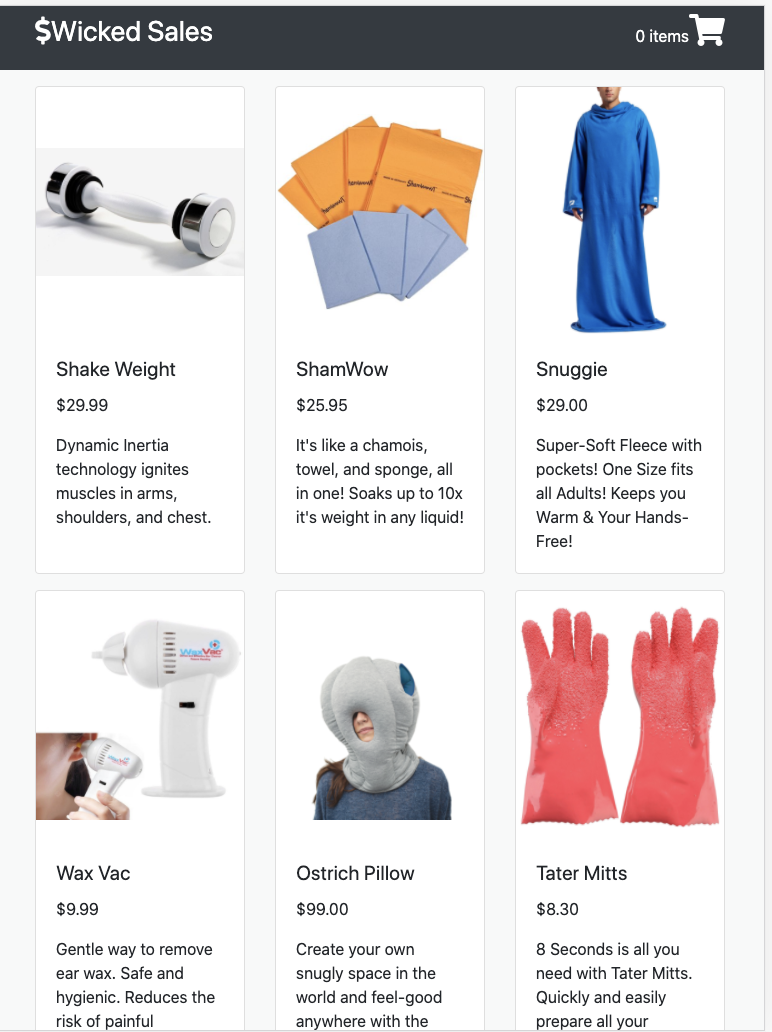 $Wicked Sales
0 items
Shake Weight
$29.99
Dynamic Inertia
technology ignites
muscles in arms,
shoulders, and chest.
ShamWow
ShamWow
ShamWow
ShamWow
$25.95
It's like a chamois,
towel, and sponge, all
in one! Soaks up to 10x
it's weight in any liquid!
Snuggie
$29.00
Super-Soft Fleece with
pockets! One Size fits
all Adults! Keeps you
Warm & Your Hands-
Free!
WaxVac
Wax Vac
$9.99
Gentle way to remove
ear wax. Safe and
hygienic. Reduces the
risk of painful
Ostrich Pillow
$99.00
Create your own
snugly space in the
world and feel-good
anywhere with the
Tater Mitts
$8.30
8 Seconds is all you
need with Tater Mitts.
Quickly and easily
prepare all your